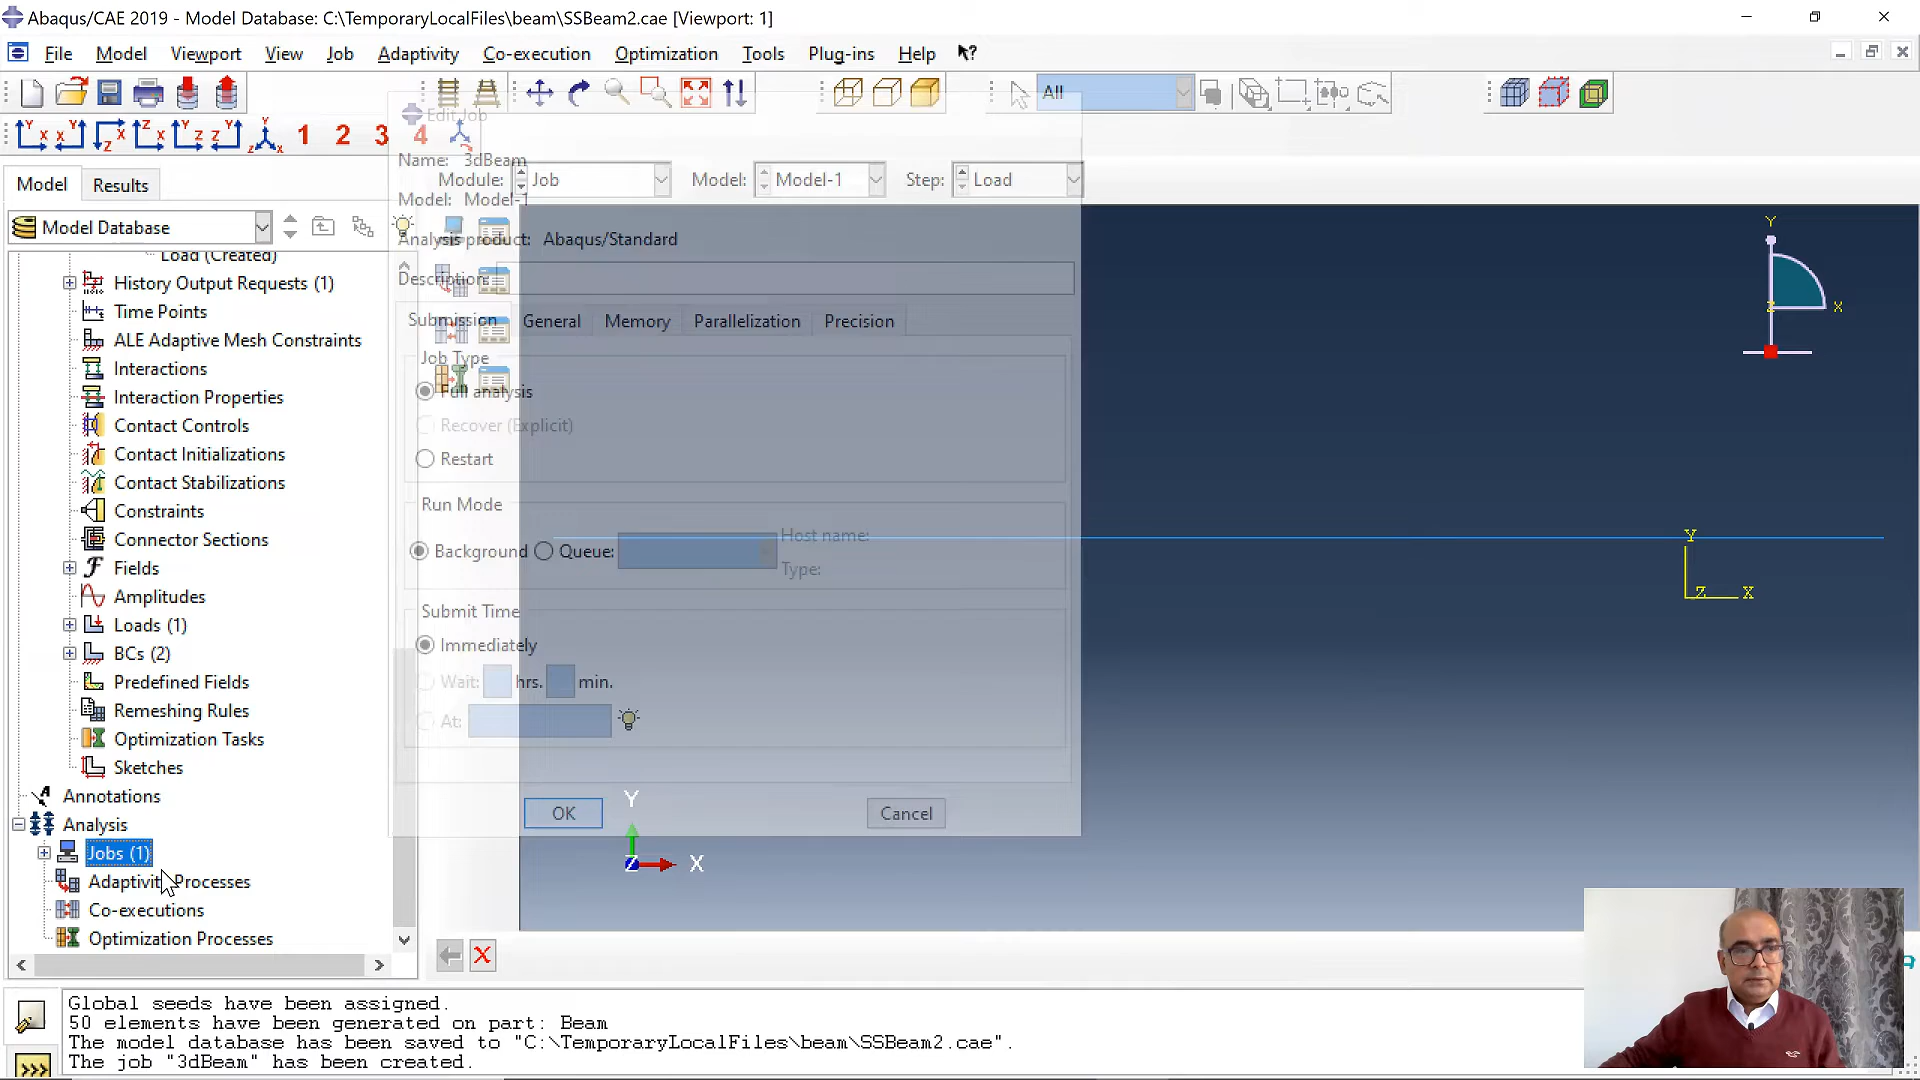 Abaqus/CAE 2019 - Model Database: C:\TemporaryLocalFiles\beam\SSBeam2.cae [Viewport: 1]
File Model Viewport View Job Adaptivity Co-execution Optimization Tools Plug-ins Help
All
1 2 3 4
Edit Job
Name: 3dBeam
Module: Job Model: Model-1 Step: Load
Model Results
Model: Model-1
Model Database
Analysis product: Abaqus/Standard
Load (Created)
Description:
History Output Requests (1)
Time Points
Submission General Memory Parallelization Precision
ALE Adaptive Mesh Constraints
Job Type
Interactions
Full analysis
Interaction Properties
Recover (Explicit)
Contact Controls
Restart
Contact Initializations
Contact Stabilizations
Run Mode
Constraints
Host name:
Connector Sections
Background Queue:
Fields
Type:
Amplitudes
Submit Time
Loads (1)
Immediately
BCs (2)
Wait: hrs. min.
Predefined Fields
Remeshing Rules
At:
Optimization Tasks
Sketches
Annotations
OK Cancel
Analysis
Jobs (1)
Adaptivity Processes
Co-executions
Optimization Processes
Y
X
Z
Y
Z X
Y
Z X
Global seeds have been assigned.
50 elements have been generated on part: Beam
The model database has been saved to "C:\TemporaryLocalFiles\beam\SSBeam2.cae".
The job "3dBeam" has been created.
>>>